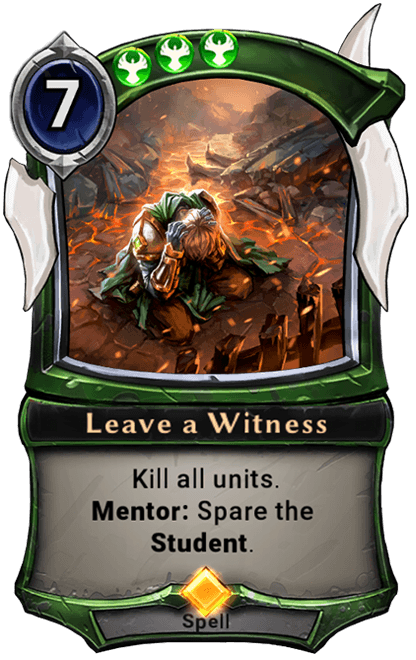 7
Leave a Witness
Kill all units.
Mentor: Spare the
Student.
Spell